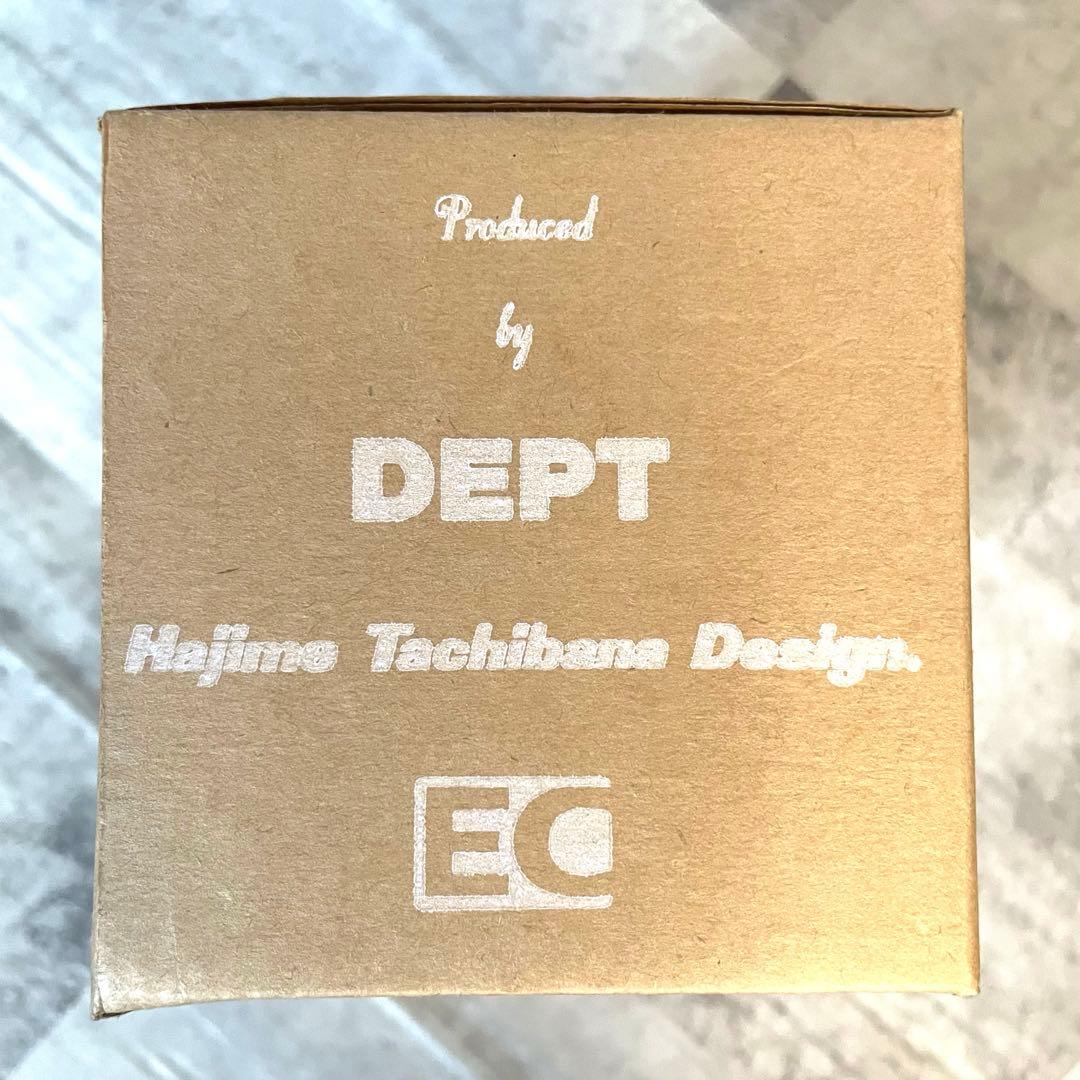 Produced
by
DEPT
Hajime Tachibana Design.
EC